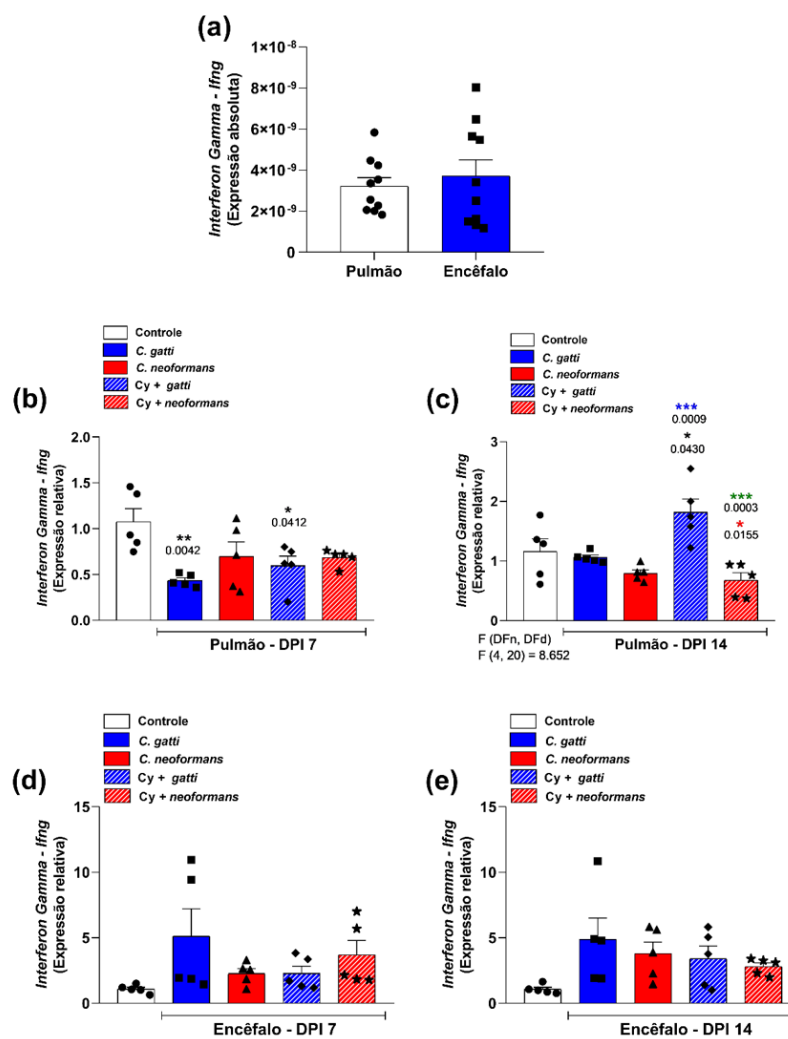 (a)
Interferon Gamma - Ifng
(Expressão absoluta)
1×10-8
8×10-9
6×10-9
4×10-9
2×10-9
0
Pulmão
Encêfalo
Controle
C. gatti
C. neoformans
Cy + gatti
Cy + neoformans
(b)
Interferon Gamma - Ifng
(Expressão relativa)
2.0
1.5
1.0
0.5
0.0
**
0.0042
*
0.0412
Pulmão - DPI 7
Controle
C. gatti
C. neoformans
Cy + gatti
Cy + neoformans
(c)
Interferon Gamma - Ifng
(Expressão relativa)
3
2
1
0
***
0.0009
*
0.0430
***
0.0003
*
0.0155
F (DFn, DFd)
F (4, 20) = 8.652
Pulmão - DPI 14
Controle
C. gatti
C. neoformans
Cy + gatti
Cy + neoformans
(d)
Interferon Gamma - Ifng
(Expressão relativa)
15
10
5
0
Encêfalo - DPI 7
Controle
C. gatti
C. neoformans
Cy + gatti
Cy + neoformans
(e)
Interferon Gamma - Ifng
(Expressão relativa)
15
10
5
0
Encêfalo - DPI 14